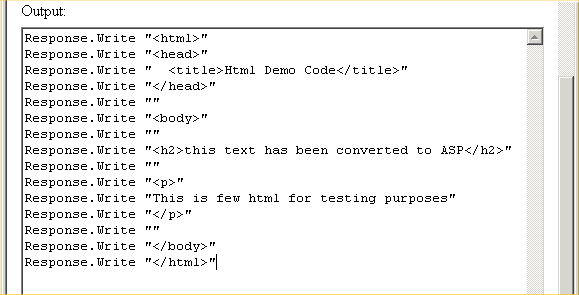 Output:
Response.Write "<html>"
Response.Write "<head>"
Response.Write "  <title>Html Demo Code</title>"
Response.Write "</head>"
Response.Write ""
Response.Write "<body>"
Response.Write ""
Response.Write "<h2>this text has been converted to ASP</h2>"
Response.Write ""
Response.Write "<p>"
Response.Write "This is few html for testing purposes"
Response.Write "</p>"
Response.Write ""
Response.Write "</body>"
Response.Write "</html>"